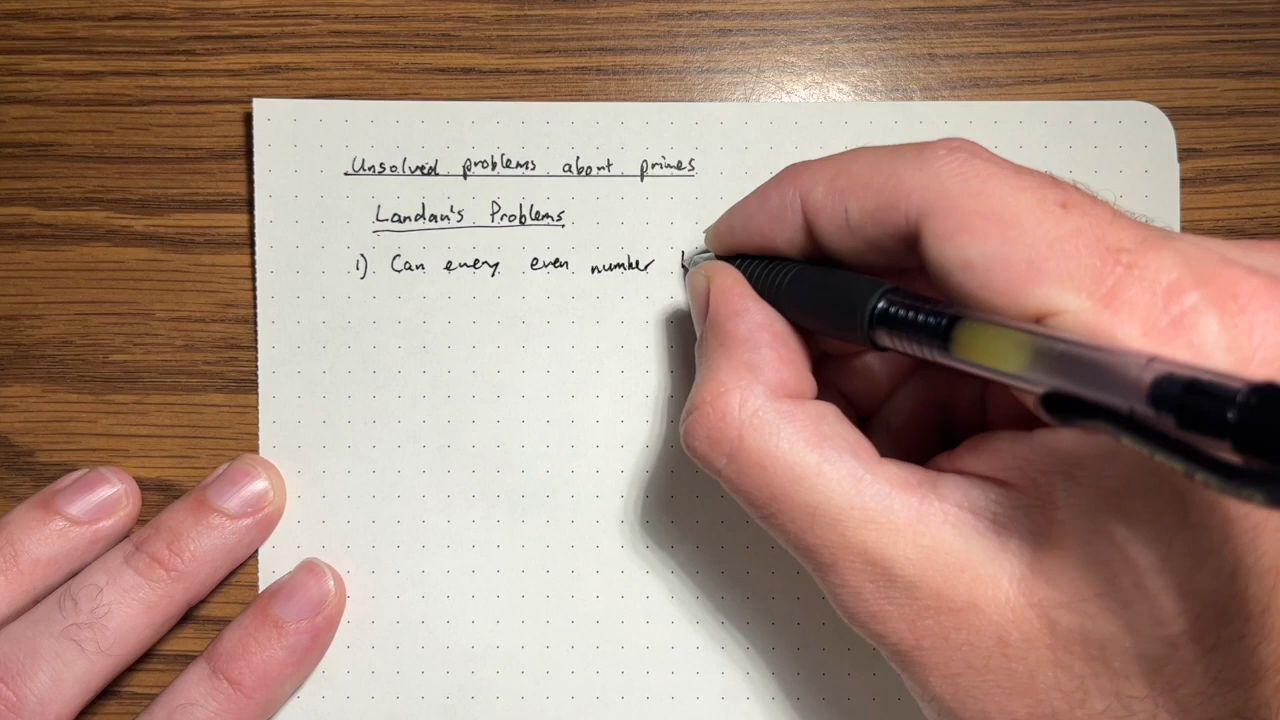 Unsolved problems about primes
Landau's Problems
1) Can every even number